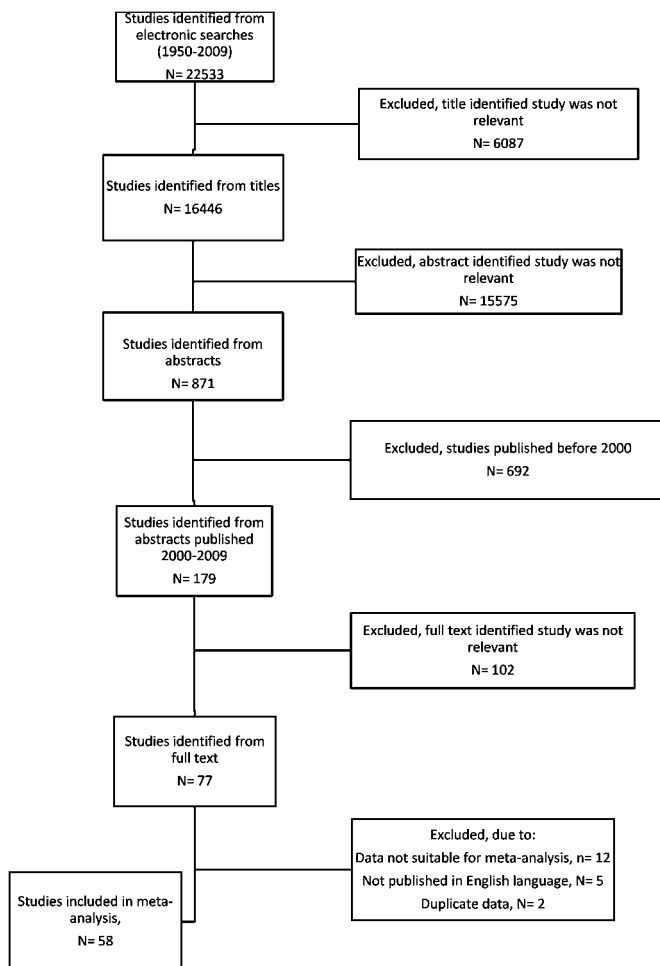 Studies identified from
electronic searches
(1950-2009)
N= 22533
Excluded, title identified study was not
relevant
N= 6087
Studies identified from titles
N= 16446
Excluded, abstract identified study was not
relevant
N= 15575
Studies identified from
abstracts
N= 871
Excluded, studies published before 2000
N= 692
Studies identified from
abstracts published
2000-2009
N= 179
Excluded, full text identified study was not
relevant
N= 102
Studies identified from
full text
N= 77
Excluded, due to:
Data not suitable for meta-analysis, n= 12
Not published in English language, N= 5
Duplicate data, N= 2
Studies included in meta-
analysis,
N= 58